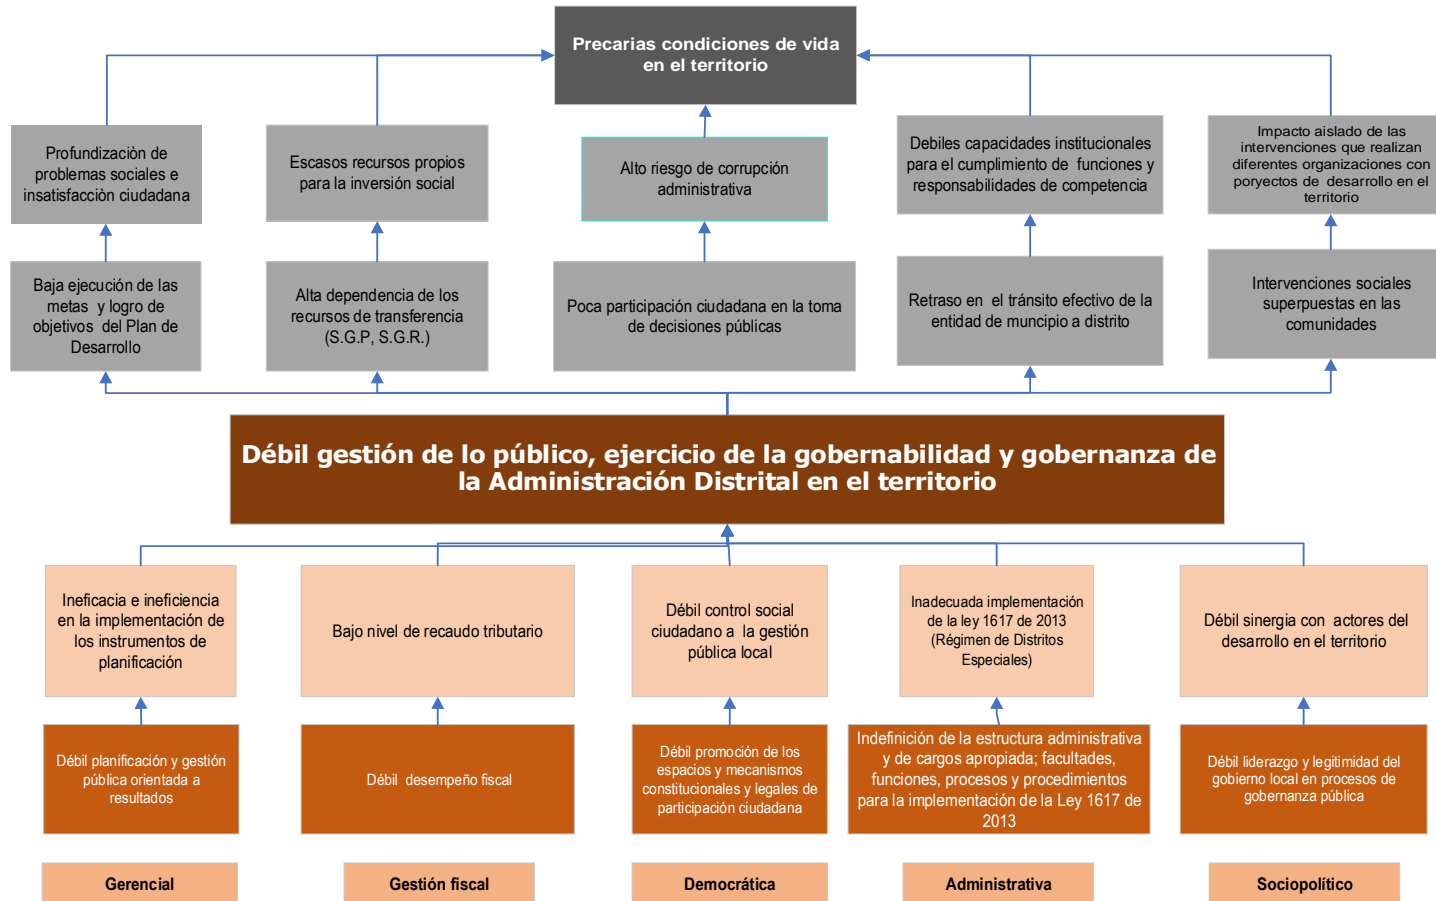 Precarias condiciones de vida
en el territorio
Profundizaciòn de
problemas sociales e
insatisfacciòn ciudadana
Escasos recursos propios
para la inversión social
Alto riesgo de corrupción
administrativa
Debiles capacidades institucionales
para el cumplimiento de funciones y
responsabilidades de competencia
Impacto aislado de las
intervenciones que realizan
diferentes organizaciones con
poryectos de desarrollo en el
territorio
Baja ejecución de las
metas y logro de
objetivos del Plan de
Desarrollo
Alta dependencia de los
recursos de transferencia
(S.G.P, S.G.R.)
Poca participación ciudadana en la toma
de decisiones públicas
Retraso en el tránsito efectivo de la
entidad de muncipio a distrito
Intervenciones sociales
superpuestas en las
comunidades
Débil gestión de lo público, ejercicio de la gobernabilidad y gobernanza de
la Administración Distrital en el territorio
Ineficacia e ineficiencia
en la implementación de
los instrumentos de
planificación
Bajo nivel de recaudo tributario
Débil control social
ciudadano a la gestión
pública local
Inadecuada implementación
de la ley 1617 de 2013
(Régimen de Distritos
Especiales)
Débil sinergia con actores del
desarrollo en el territorio
Débil planificación y gestión
pública orientada a
resultados
Débil desempeño fiscal
Débil promoción de los
espacios y mecanismos
constitucionales y legales de
participación ciudadana
Indefinición de la estructura administrativa
y de cargos apropiada; facultades,
funciones, procesos y procedimientos
para la implementación de la Ley 1617 de
2013
Débil liderazgo y legitimidad del
gobierno local en procesos de
gobernanza pública
Gerencial
Gestión fiscal
Democrática
Administrativa
Sociopolítico